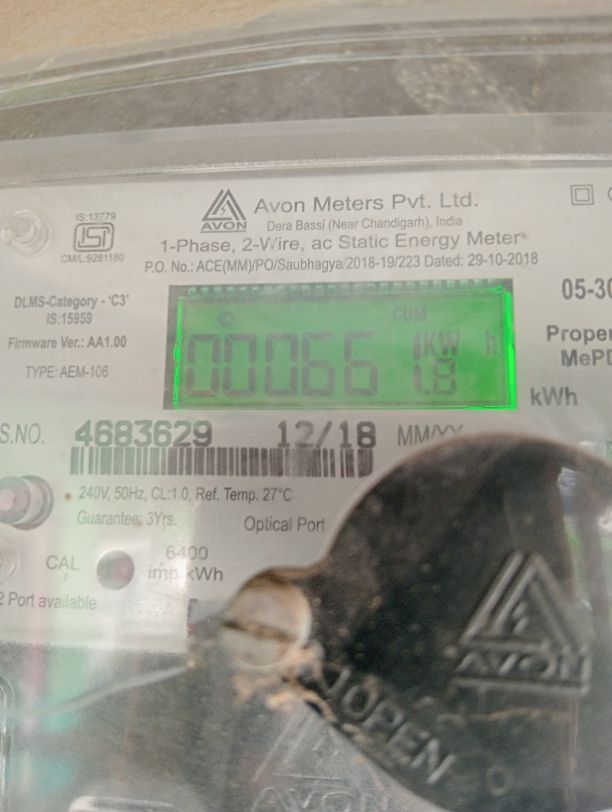 IS:13779
ISI
CM/L:9281180
AVON
Avon Meters Pvt. Ltd.
Dera Bassi (Near Chandigarh), India
1-Phase, 2-Wire, ac Static Energy Meter
P.O. No.: ACE(MM)/PO/Saubhagya/2018-19/223 Dated: 29-10-2018
DLMS-Category - 'C3'
IS:15959
Firmware Ver.: AA1.00
TYPE: AEM-106
CUM
00066 KW h
1.8
05-30
kWh
S.NO. 4683629 12/18 MM/YY
240V, 50Hz, CL:1.0, Ref. Temp. 27°C
Guarantee: 3Yrs.
Optical Port
CAL
6400
imp/kWh
Port available
AVON
OPEN
AVON